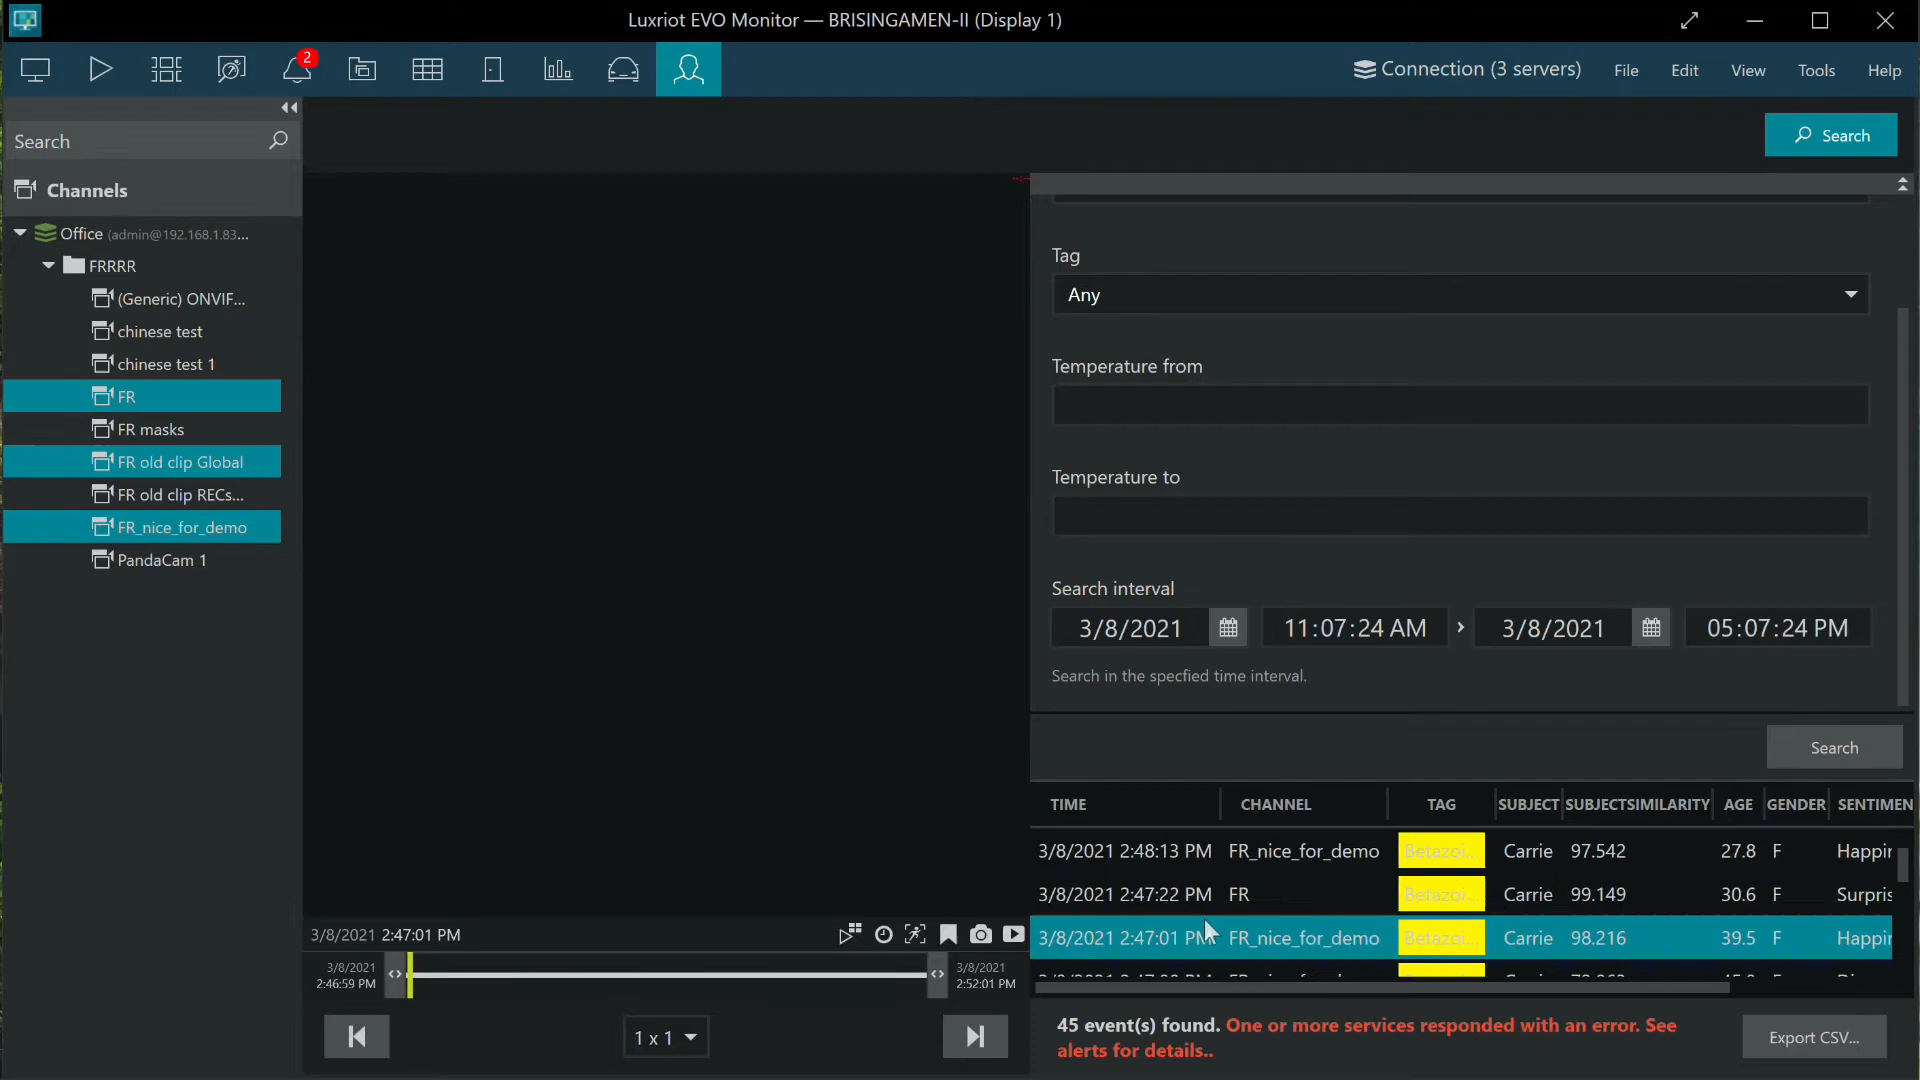 Luxriot EVO Monitor — BRISINGAMEN-II (Display 1)
2
Connection (3 servers)
File
Edit
View
Tools
Help
Search
Search
Channels
Office (admin@192.168.1.83...
FRRRR
(Generic) ONVIF...
chinese test
chinese test 1
FR
FR masks
FR old clip Global
FR old clip RECs...
FR_nice_for_demo
PandaCam 1
Tag
Any
Temperature from
Temperature to
Search interval
3/8/2021 11:07:24 AM › 3/8/2021 05:07:24 PM
Search in the specfied time interval.
Search
TIME CHANNEL TAG SUBJECT SUBJECTSIMILARITY AGE GENDER SENTIMEN
3/8/2021 2:48:13 PM FR_nice_for_demo Betazoi... Carrie 97.542 27.8 F Happin
3/8/2021 2:47:22 PM FR Betazoi... Carrie 99.149 30.6 F Surpris
3/8/2021 2:47:01 PM FR_nice_for_demo Betazoi... Carrie 98.216 39.5 F Happin
3/8/2021 2:47:01 PM
3/8/2021
2:46:59 PM
3/8/2021
2:52:01 PM
1 x 1
45 event(s) found. One or more services responded with an error. See
alerts for details..
Export CSV...